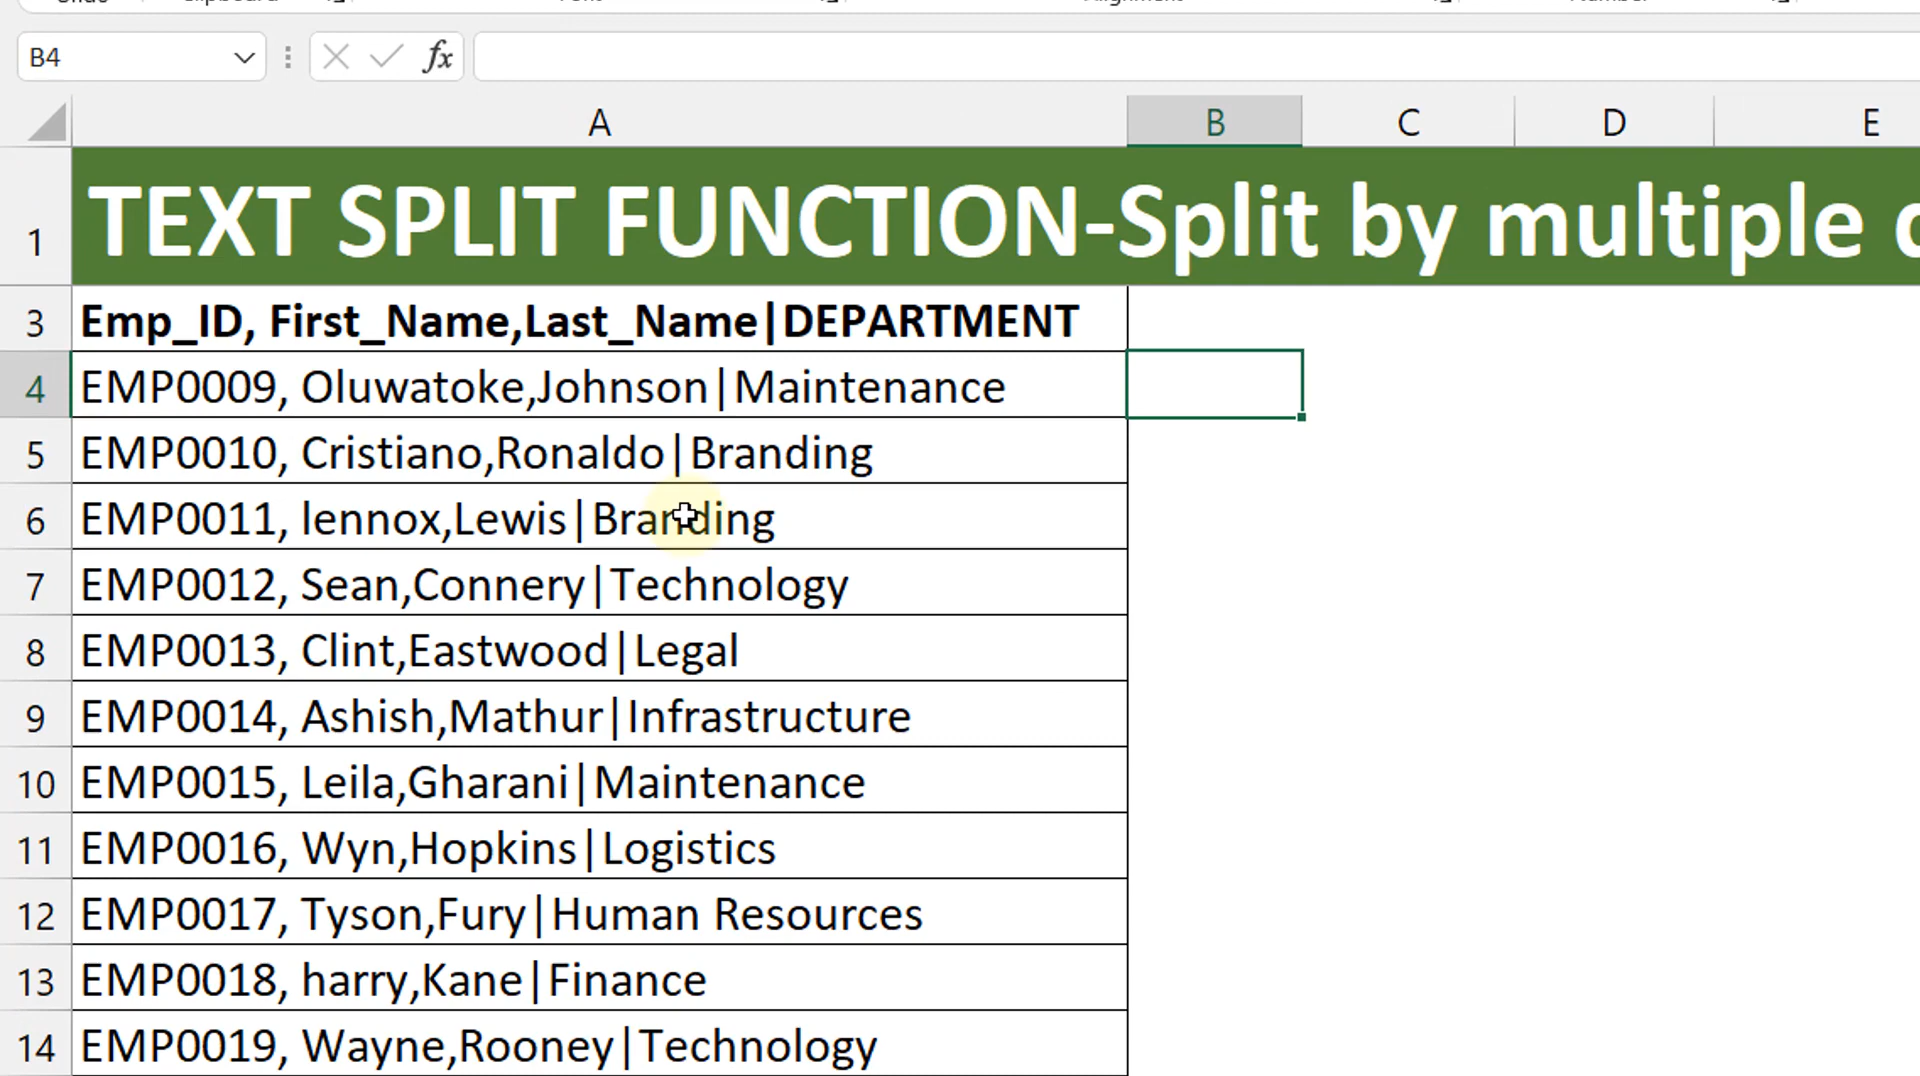 B4
fx
A B C D E
1 TEXT SPLIT FUNCTION-Split by multiple
3 Emp_ID, First_Name,Last_Name|DEPARTMENT
4 EMP0009, Oluwatoke,Johnson|Maintenance
5 EMP0010, Cristiano,Ronaldo|Branding
6 EMP0011, lennox,Lewis|Branding
7 EMP0012, Sean,Connery|Technology
8 EMP0013, Clint,Eastwood|Legal
9 EMP0014, Ashish,Mathur|Infrastructure
10 EMP0015, Leila,Gharani|Maintenance
11 EMP0016, Wyn,Hopkins|Logistics
12 EMP0017, Tyson,Fury|Human Resources
13 EMP0018, harry,Kane|Finance
14 EMP0019, Wayne,Rooney|Technology